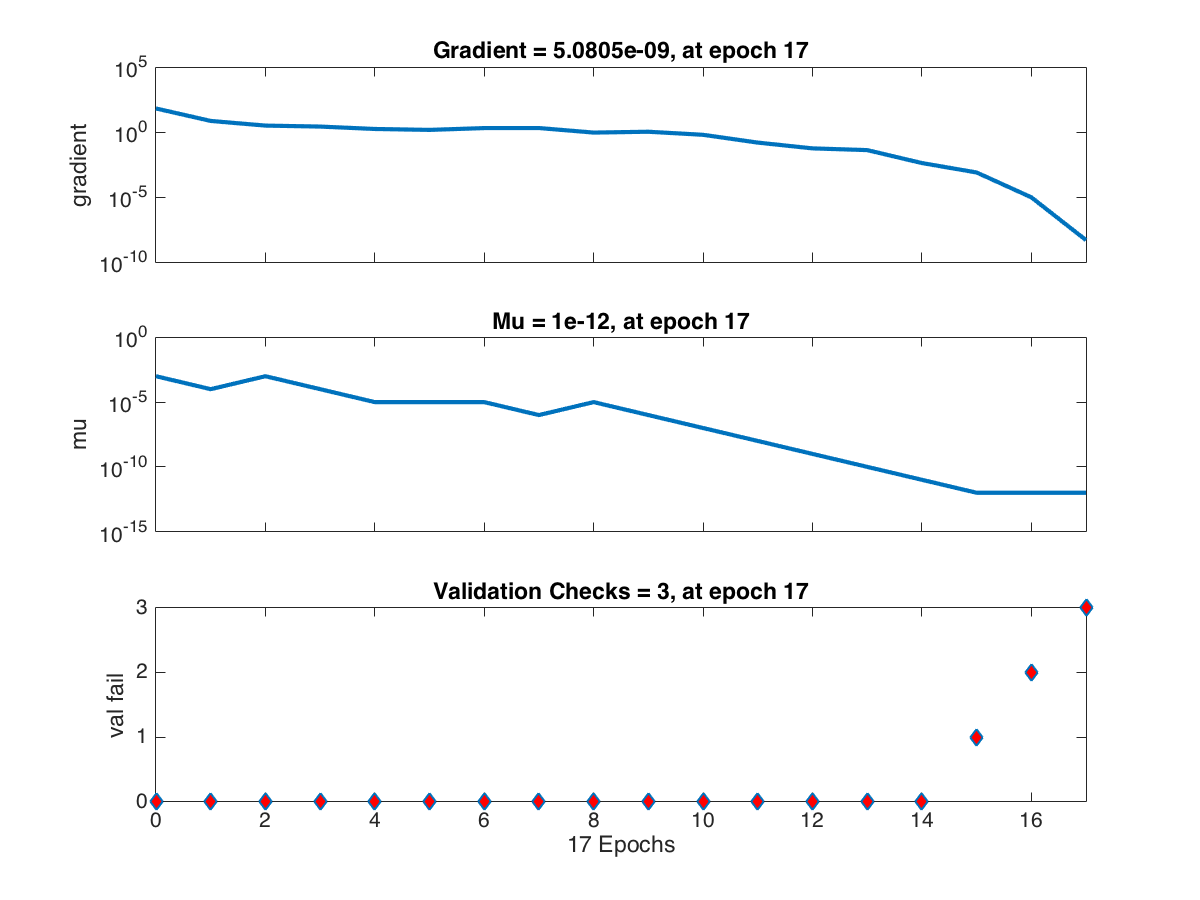 Gradient = 5.0805e-09, at epoch 17
10^5
10^0
10^-5
10^-10
gradient
Mu = 1e-12, at epoch 17
10^0
10^-5
10^-10
10^-15
mu
Validation Checks = 3, at epoch 17
3
2
1
0
val fail
0 2 4 6 8 10 12 14 16
17 Epochs